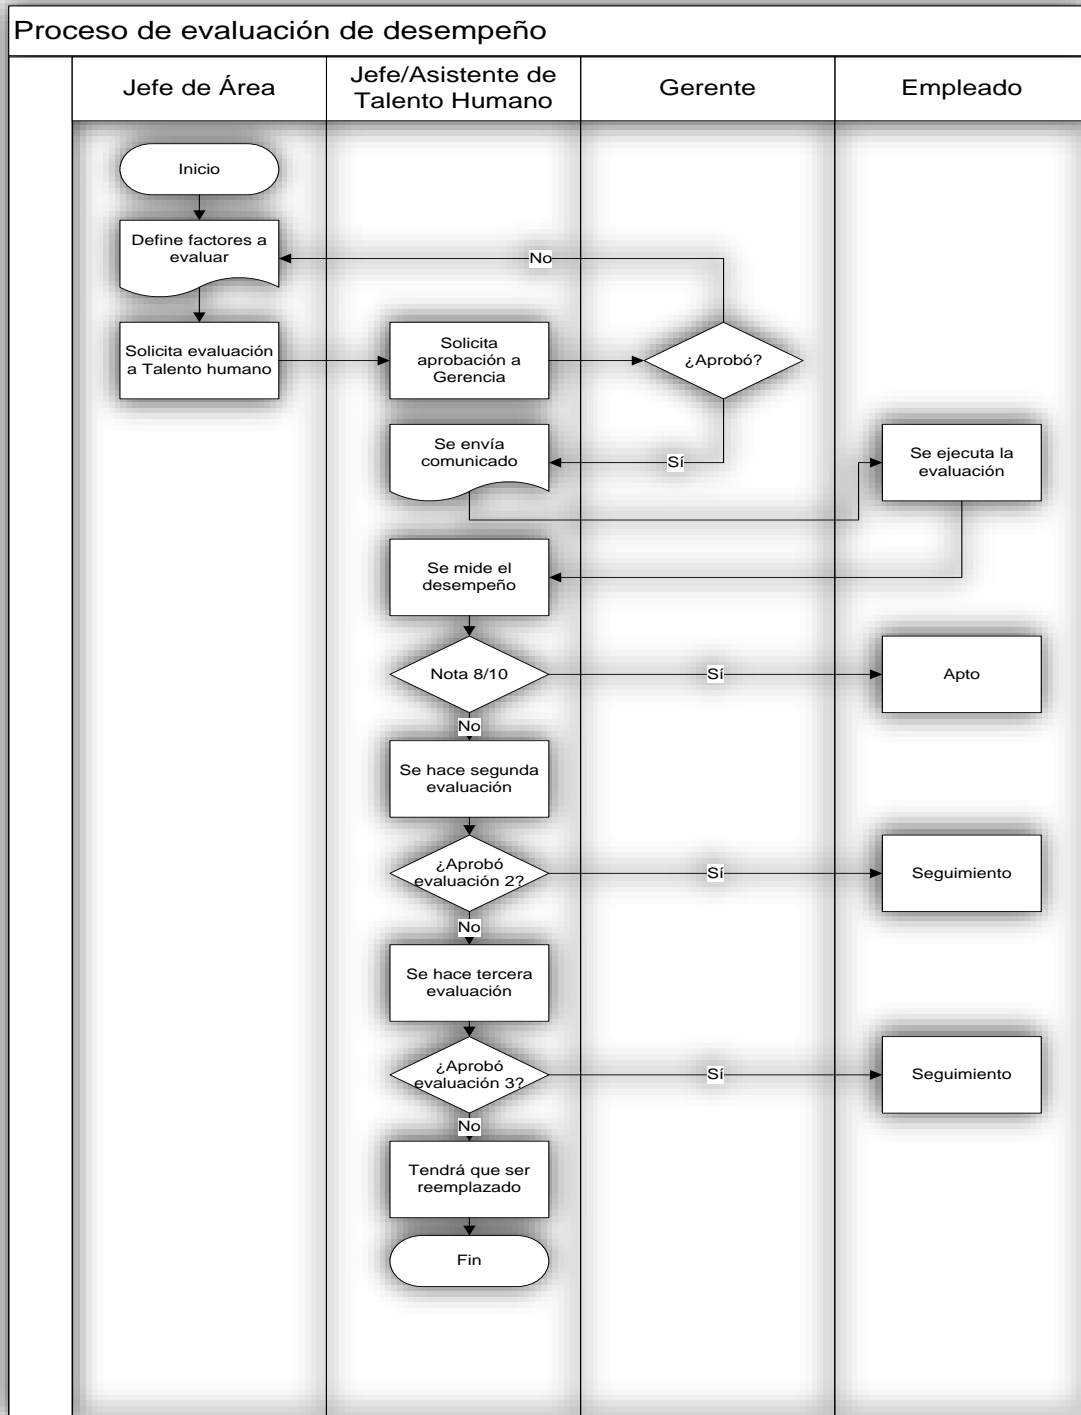 Proceso de evaluación de desempeño
Jefe de Área
Jefe/Asistente de
Talento Humano
Gerente
Empleado
Inicio
Define factores a
evaluar
No
Solicita evaluación
a Talento humano
Solicita
aprobación a
Gerencia
¿Aprobó?
Se envía
comunicado
Sí
Se ejecuta la
evaluación
Se mide el
desempeño
Nota 8/10
Sí
Apto
No
Se hace segunda
evaluación
¿Aprobó
evaluación 2?
Sí
Seguimiento
No
Se hace tercera
evaluación
¿Aprobó
evaluación 3?
Sí
Seguimiento
No
Tendrá que ser
reemplazado
Fin